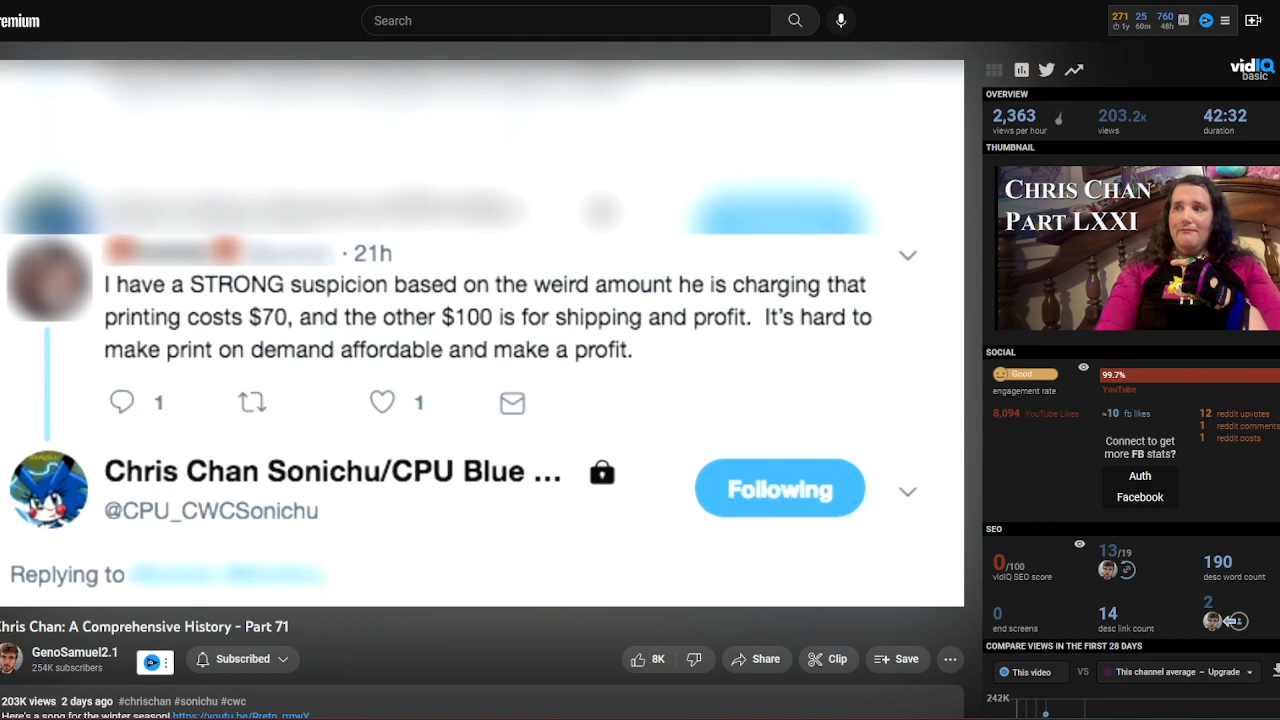 remium
Search
271 25 760
1y 60m 48h
vidIQ
basic
OVERVIEW
2,363 203.2K 42:32
views per hour views duration
THUMBNAIL
CHRIS CHAN
PART LXXI
· 21h
I have a STRONG suspicion based on the weird amount he is charging that
printing costs $70, and the other $100 is for shipping and profit. It's hard to
make print on demand affordable and make a profit.
1 1
Chris Chan Sonichu/CPU Blue ...
@CPU_CWCSonichu
Following
Replying to
SOCIAL
Good 99.7%
engagement rate YouTube
8,094 YouTube Likes ≈10 fb likes 12 reddit upvotes
1 reddit comments
1 reddit posts
Connect to get
more FB stats?
Auth
Facebook
SEO
0/100 13/19 190
vidIQ SEO score desc word count
0 14 2
end screens desc link count
COMPARE VIEWS IN THE FIRST 28 DAYS
This video VS This channel average – Upgrade
242K
Chris Chan: A Comprehensive History - Part 71
GenoSamuel2.1
254K subscribers
Subscribed
8K Share Clip Save ...
203K views 2 days ago #chrischan #sonichu #cwc
Here's a song for the winter season!